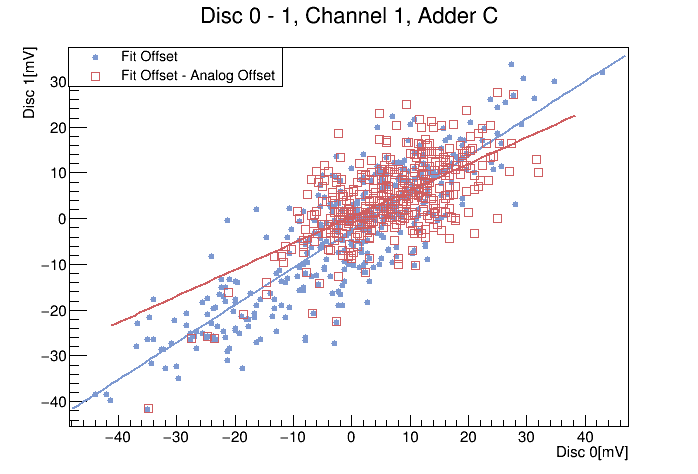 Disc 0 - 1, Channel 1, Adder C
Disc 1[mV]
Fit Offset
Fit Offset - Analog Offset
30
20
10
0
−10
−20
−30
−40
−40 −30 −20 −10 0 10 20 30 40
Disc 0[mV]